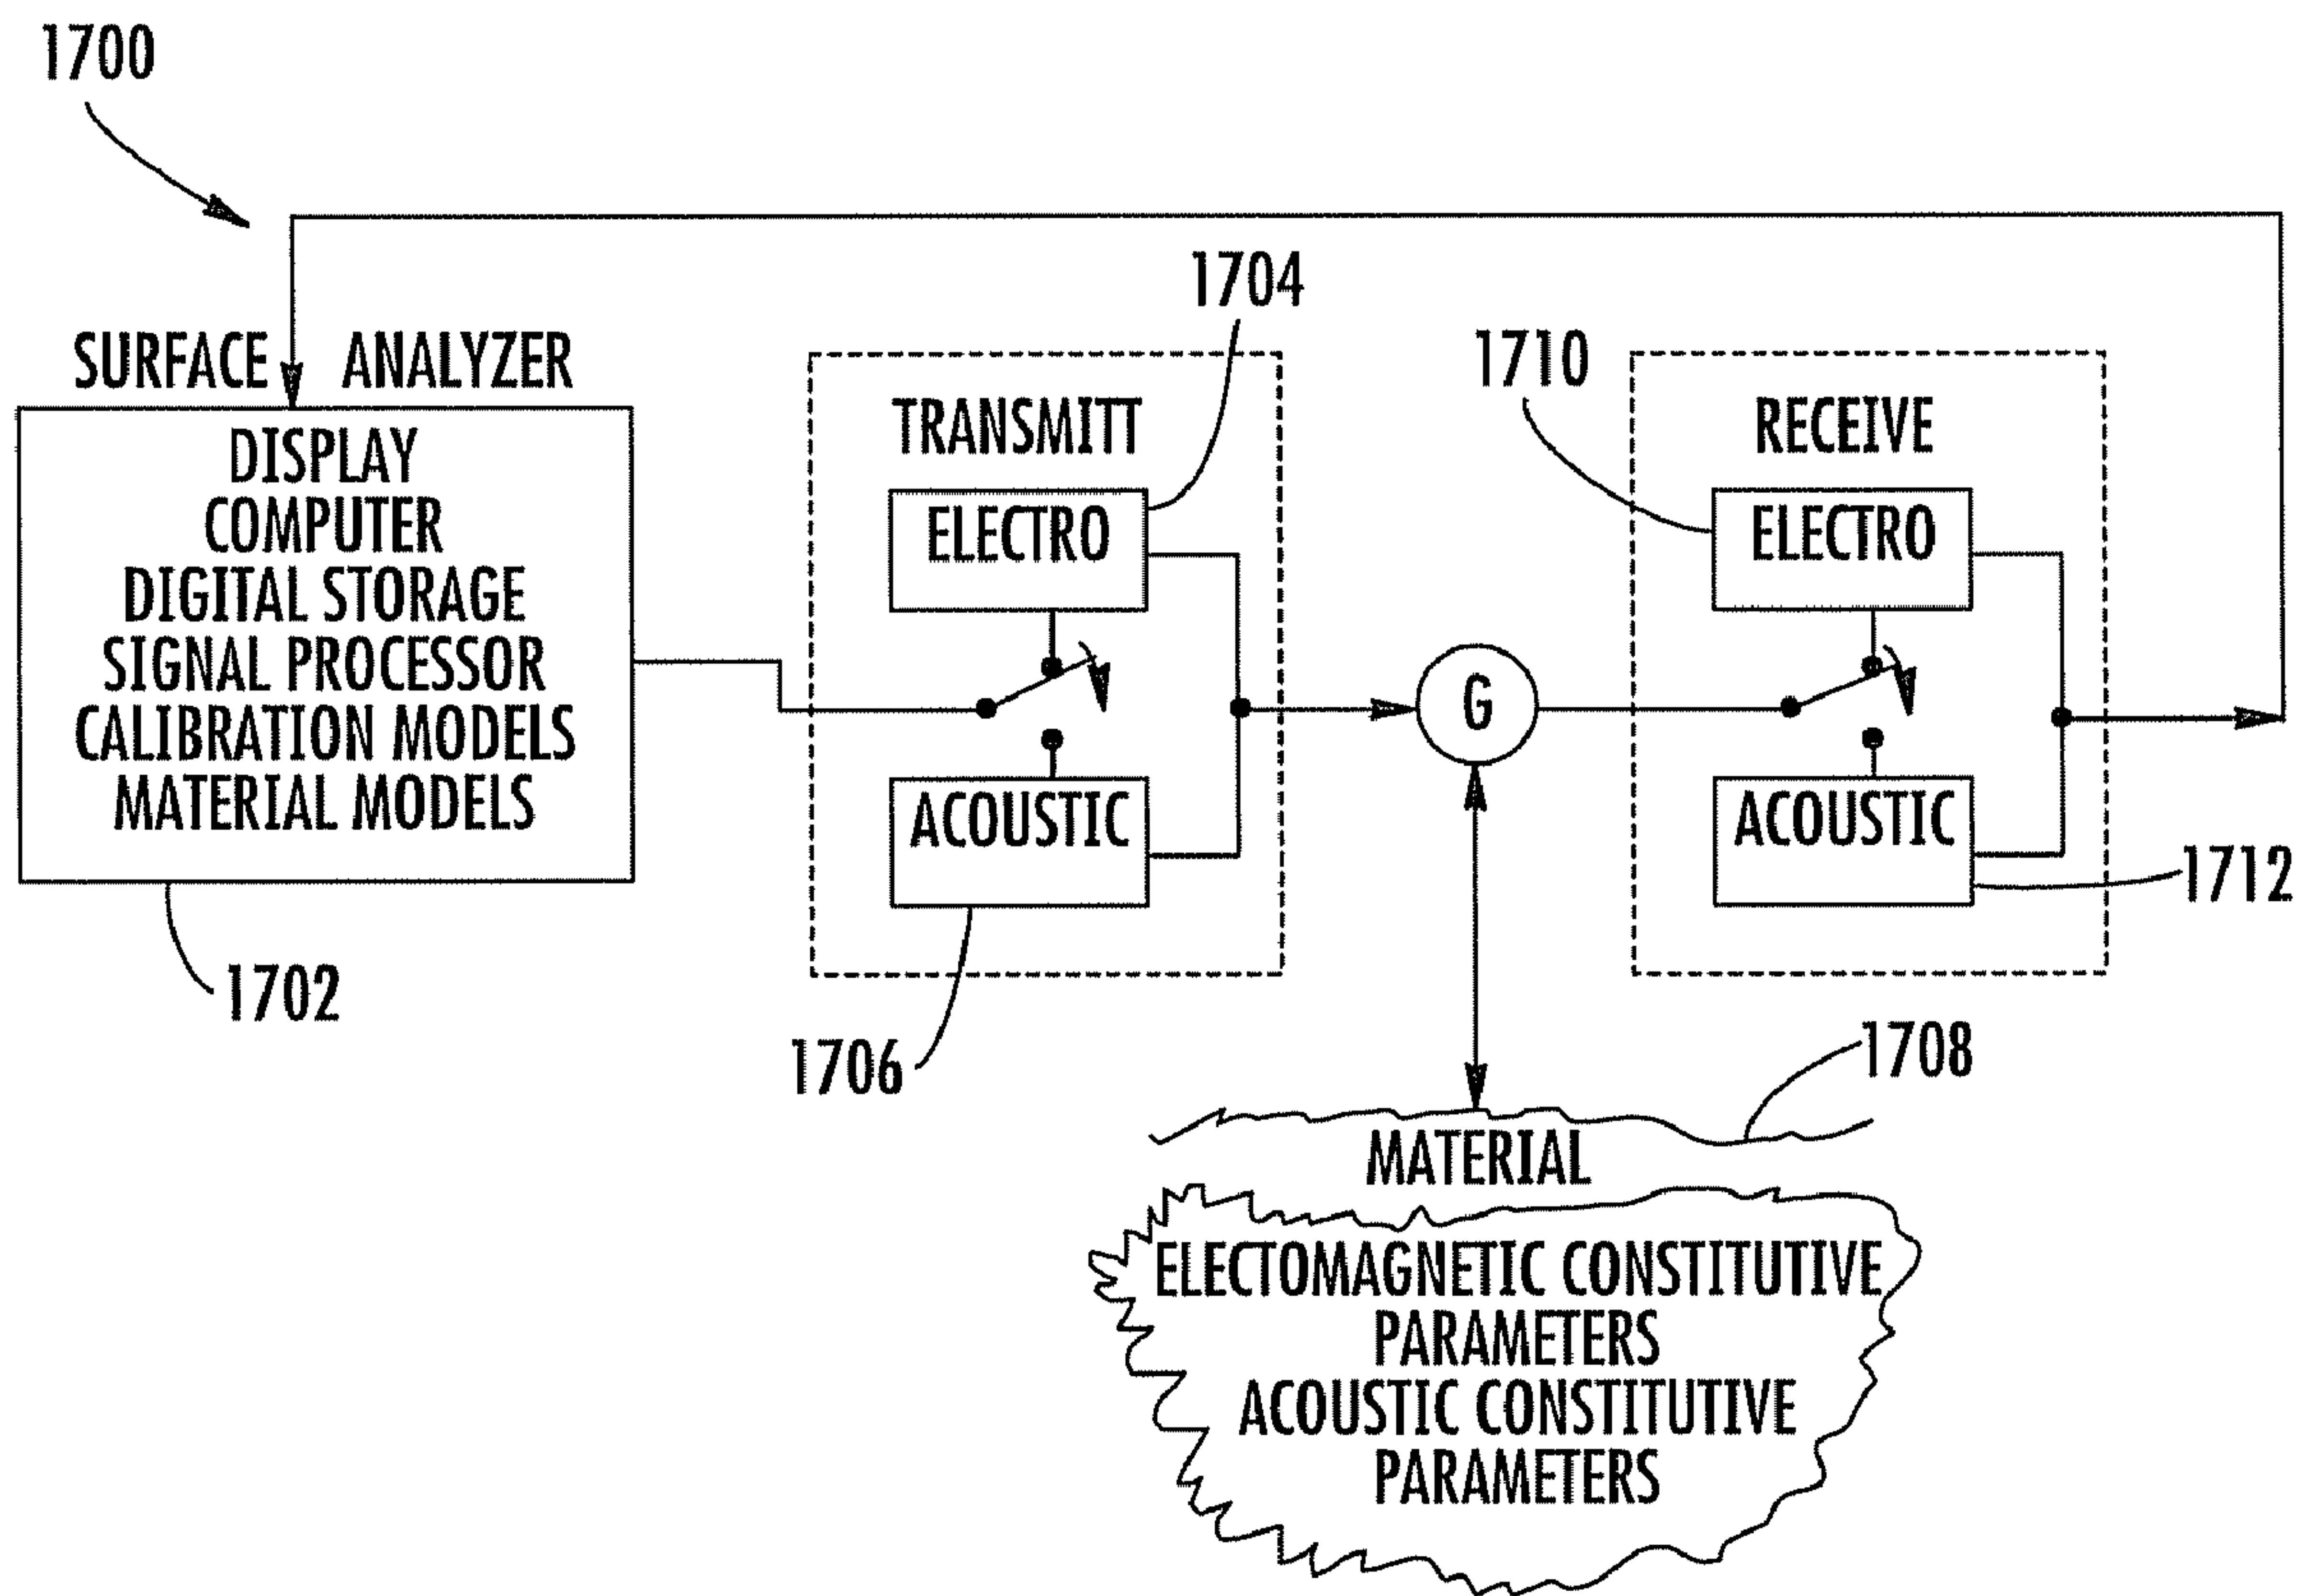 1700
1704
SURFACE ANALYZER
1710
TRANSMITT
RECEIVE
DISPLAY
COMPUTER
DIGITAL STORAGE
SIGNAL PROCESSOR
CALIBRATION MODELS
MATERIAL MODELS
ELECTRO
ELECTRO
G
ACOUSTIC
ACOUSTIC
1712
1702
1706
1708
MATERIAL
ELECTOMAGNETIC CONSTITUTIVE
PARAMETERS
ACOUSTIC CONSTITUTIVE
PARAMETERS